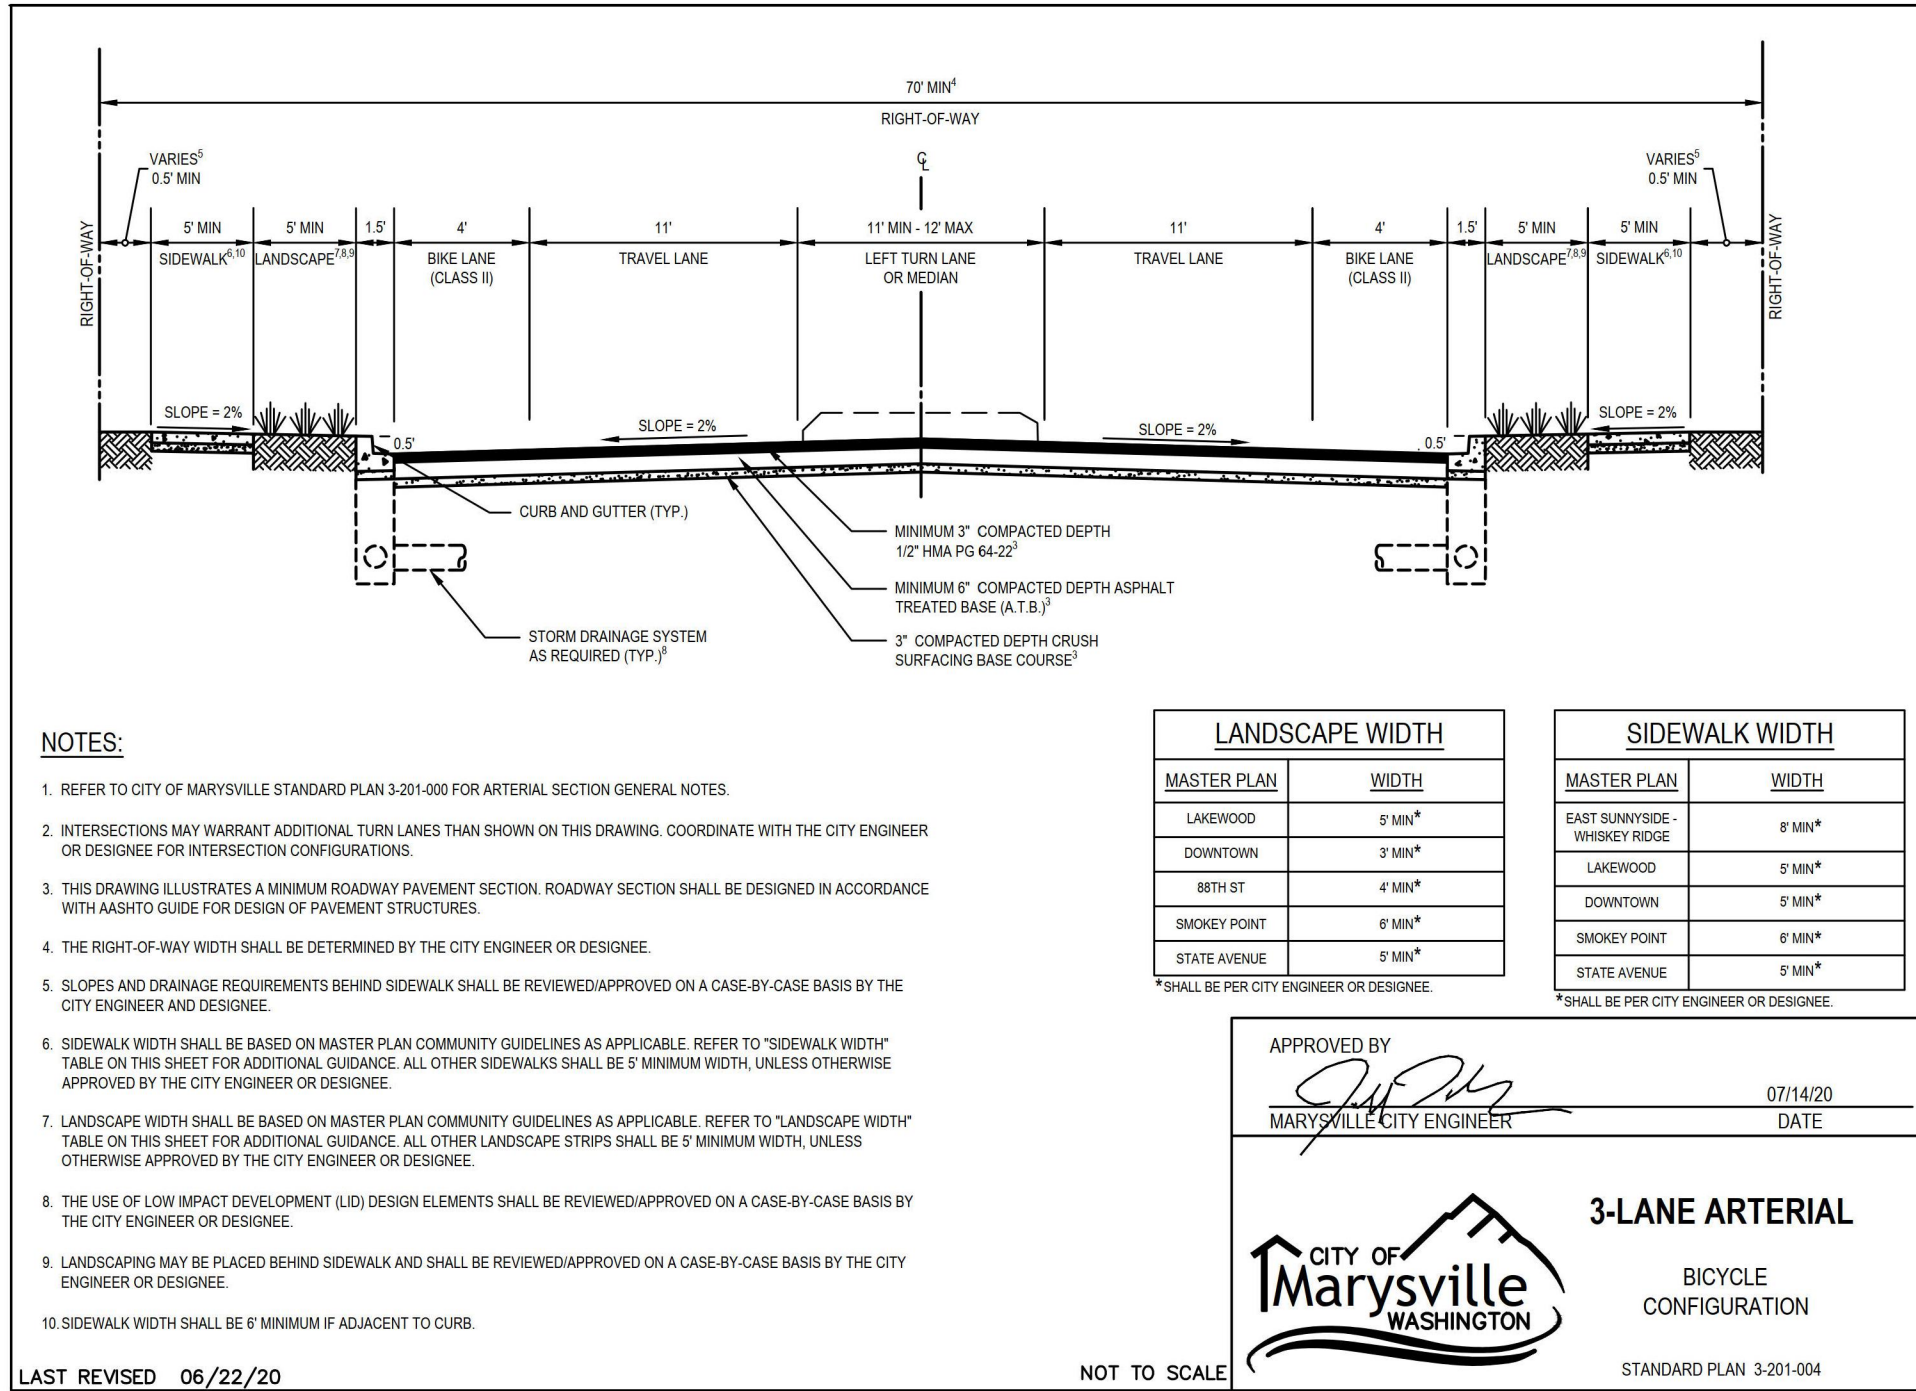 70' MIN4
RIGHT-OF-WAY
℄
VARIES5
0.5' MIN
VARIES5
0.5' MIN
RIGHT-OF-WAY
RIGHT-OF-WAY
5' MIN
5' MIN
1.5'
4'
11'
11' MIN - 12' MAX
11'
4'
1.5'
5' MIN
5' MIN
SIDEWALK6,10
LANDSCAPE7,8,9
BIKE LANE
(CLASS II)
TRAVEL LANE
LEFT TURN LANE
OR MEDIAN
TRAVEL LANE
BIKE LANE
(CLASS II)
LANDSCAPE7,8,9
SIDEWALK6,10
SLOPE = 2%
SLOPE = 2%
SLOPE = 2%
SLOPE = 2%
0.5'
0.5'
CURB AND GUTTER (TYP.)
MINIMUM 3" COMPACTED DEPTH
1/2" HMA PG 64-223
MINIMUM 6" COMPACTED DEPTH ASPHALT
TREATED BASE (A.T.B.)3
3" COMPACTED DEPTH CRUSH
SURFACING BASE COURSE3
STORM DRAINAGE SYSTEM
AS REQUIRED (TYP.)8
NOTES:
1. REFER TO CITY OF MARYSVILLE STANDARD PLAN 3-201-000 FOR ARTERIAL SECTION GENERAL NOTES.
2. INTERSECTIONS MAY WARRANT ADDITIONAL TURN LANES THAN SHOWN ON THIS DRAWING. COORDINATE WITH THE CITY ENGINEER
OR DESIGNEE FOR INTERSECTION CONFIGURATIONS.
3. THIS DRAWING ILLUSTRATES A MINIMUM ROADWAY PAVEMENT SECTION. ROADWAY SECTION SHALL BE DESIGNED IN ACCORDANCE
WITH AASHTO GUIDE FOR DESIGN OF PAVEMENT STRUCTURES.
4. THE RIGHT-OF-WAY WIDTH SHALL BE DETERMINED BY THE CITY ENGINEER OR DESIGNEE.
5. SLOPES AND DRAINAGE REQUIREMENTS BEHIND SIDEWALK SHALL BE REVIEWED/APPROVED ON A CASE-BY-CASE BASIS BY THE
CITY ENGINEER AND DESIGNEE.
6. SIDEWALK WIDTH SHALL BE BASED ON MASTER PLAN COMMUNITY GUIDELINES AS APPLICABLE. REFER TO "SIDEWALK WIDTH"
TABLE ON THIS SHEET FOR ADDITIONAL GUIDANCE. ALL OTHER SIDEWALKS SHALL BE 5' MINIMUM WIDTH, UNLESS OTHERWISE
APPROVED BY THE CITY ENGINEER OR DESIGNEE.
7. LANDSCAPE WIDTH SHALL BE BASED ON MASTER PLAN COMMUNITY GUIDELINES AS APPLICABLE. REFER TO "LANDSCAPE WIDTH"
TABLE ON THIS SHEET FOR ADDITIONAL GUIDANCE. ALL OTHER LANDSCAPE STRIPS SHALL BE 5' MINIMUM WIDTH, UNLESS
OTHERWISE APPROVED BY THE CITY ENGINEER OR DESIGNEE.
8. THE USE OF LOW IMPACT DEVELOPMENT (LID) DESIGN ELEMENTS SHALL BE REVIEWED/APPROVED ON A CASE-BY-CASE BASIS BY
THE CITY ENGINEER OR DESIGNEE.
9. LANDSCAPING MAY BE PLACED BEHIND SIDEWALK AND SHALL BE REVIEWED/APPROVED ON A CASE-BY-CASE BASIS BY THE CITY
ENGINEER OR DESIGNEE.
10. SIDEWALK WIDTH SHALL BE 6' MINIMUM IF ADJACENT TO CURB.
LANDSCAPE WIDTH
MASTER PLAN WIDTH
LAKEWOOD 5' MIN*
DOWNTOWN 3' MIN*
88TH ST 4' MIN*
SMOKEY POINT 6' MIN*
STATE AVENUE 5' MIN*
*SHALL BE PER CITY ENGINEER OR DESIGNEE.
SIDEWALK WIDTH
MASTER PLAN WIDTH
EAST SUNNYSIDE -
WHISKEY RIDGE 8' MIN*
LAKEWOOD 5' MIN*
DOWNTOWN 5' MIN*
SMOKEY POINT 6' MIN*
STATE AVENUE 5' MIN*
*SHALL BE PER CITY ENGINEER OR DESIGNEE.
APPROVED BY
07/14/20
MARYSVILLE CITY ENGINEER DATE
CITY OF
Marysville
WASHINGTON
3-LANE ARTERIAL
BICYCLE
CONFIGURATION
STANDARD PLAN 3-201-004
LAST REVISED 06/22/20
NOT TO SCALE